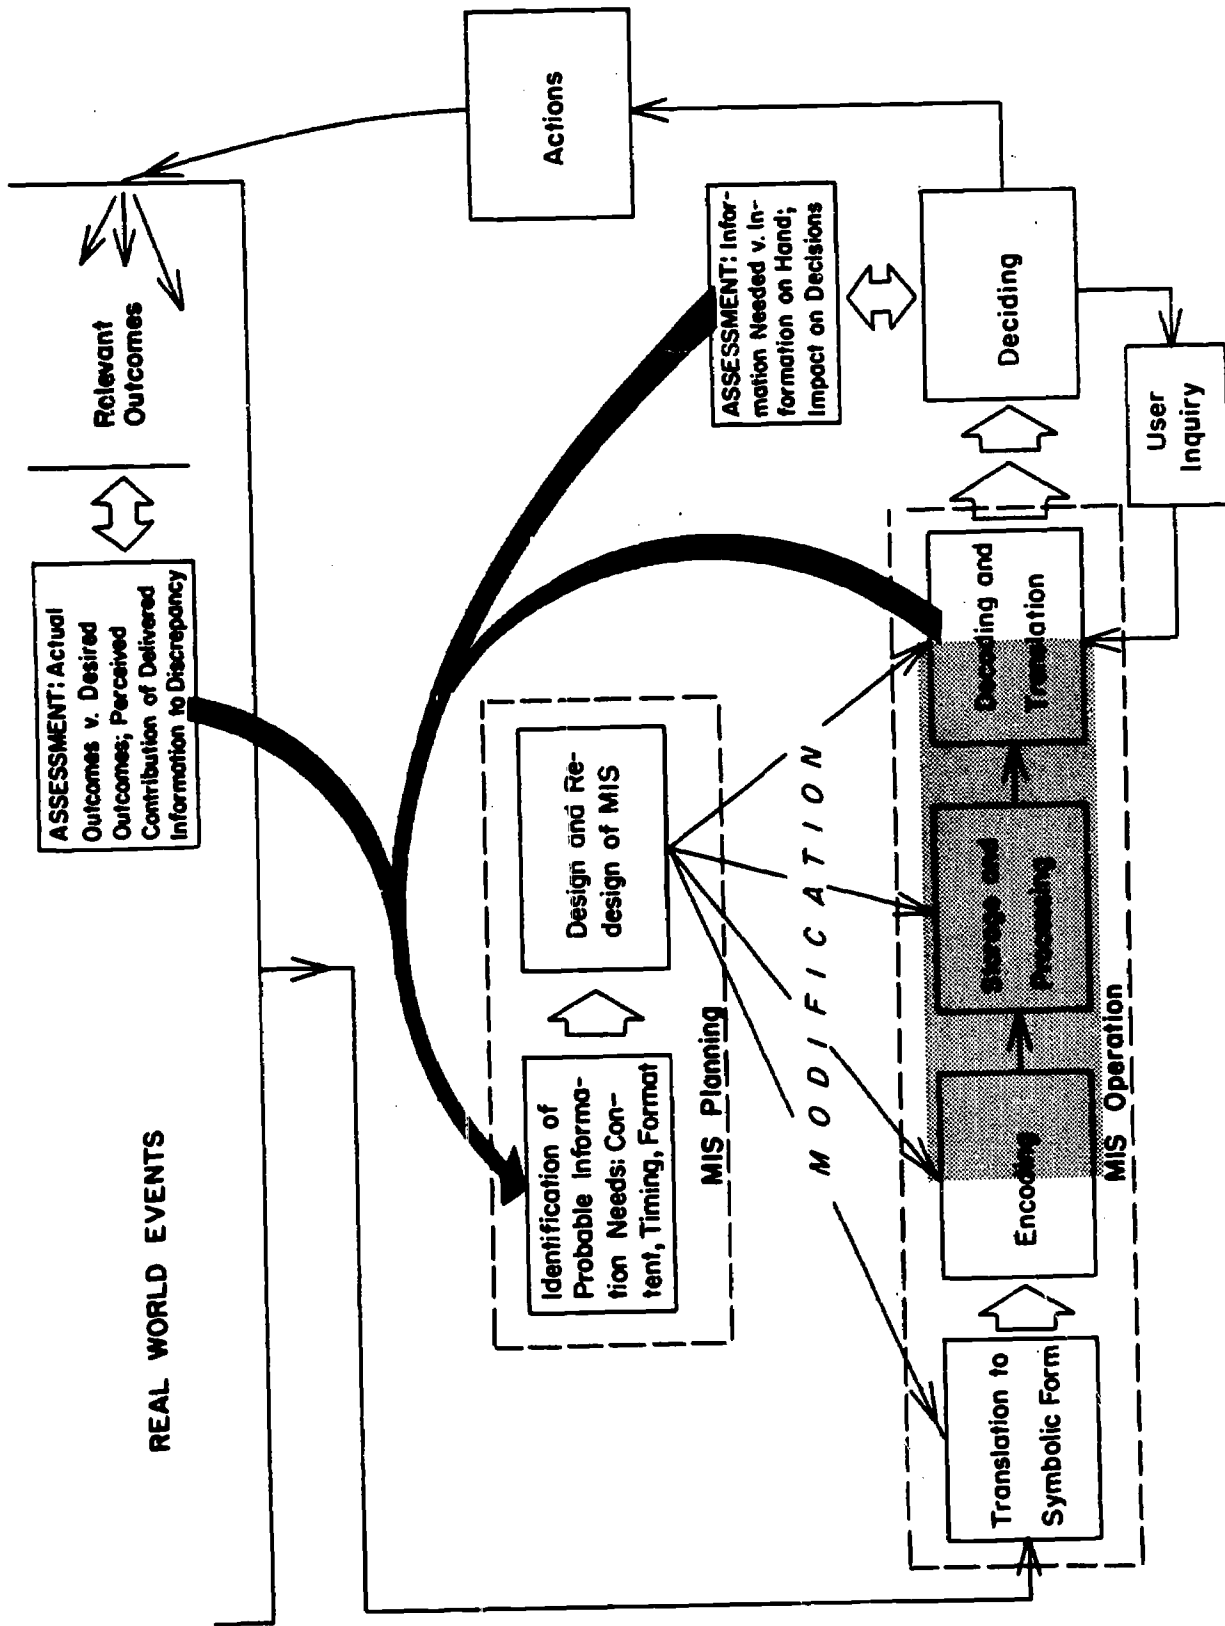 REAL WORLD EVENTS
ASSESSMENT: Actual
Outcomes v. Desired
Outcomes; Perceived
Contribution of Delivered
Information to Discrepancy
Relevant
Outcomes
Actions
Identification of
Probable Informa-
tion Needs: Con-
tent, Timing, Format
Design and Re-
design of MIS
MIS Planning
ASSESSMENT: Infor-
mation Needed v. In-
formation on Hand;
Impact on Decisions
MODIFICATION
Translation to
Symbolic Form
Encoding
Storage and
Processing
Decoding and
Translation
Deciding
MIS Operation
User
Inquiry